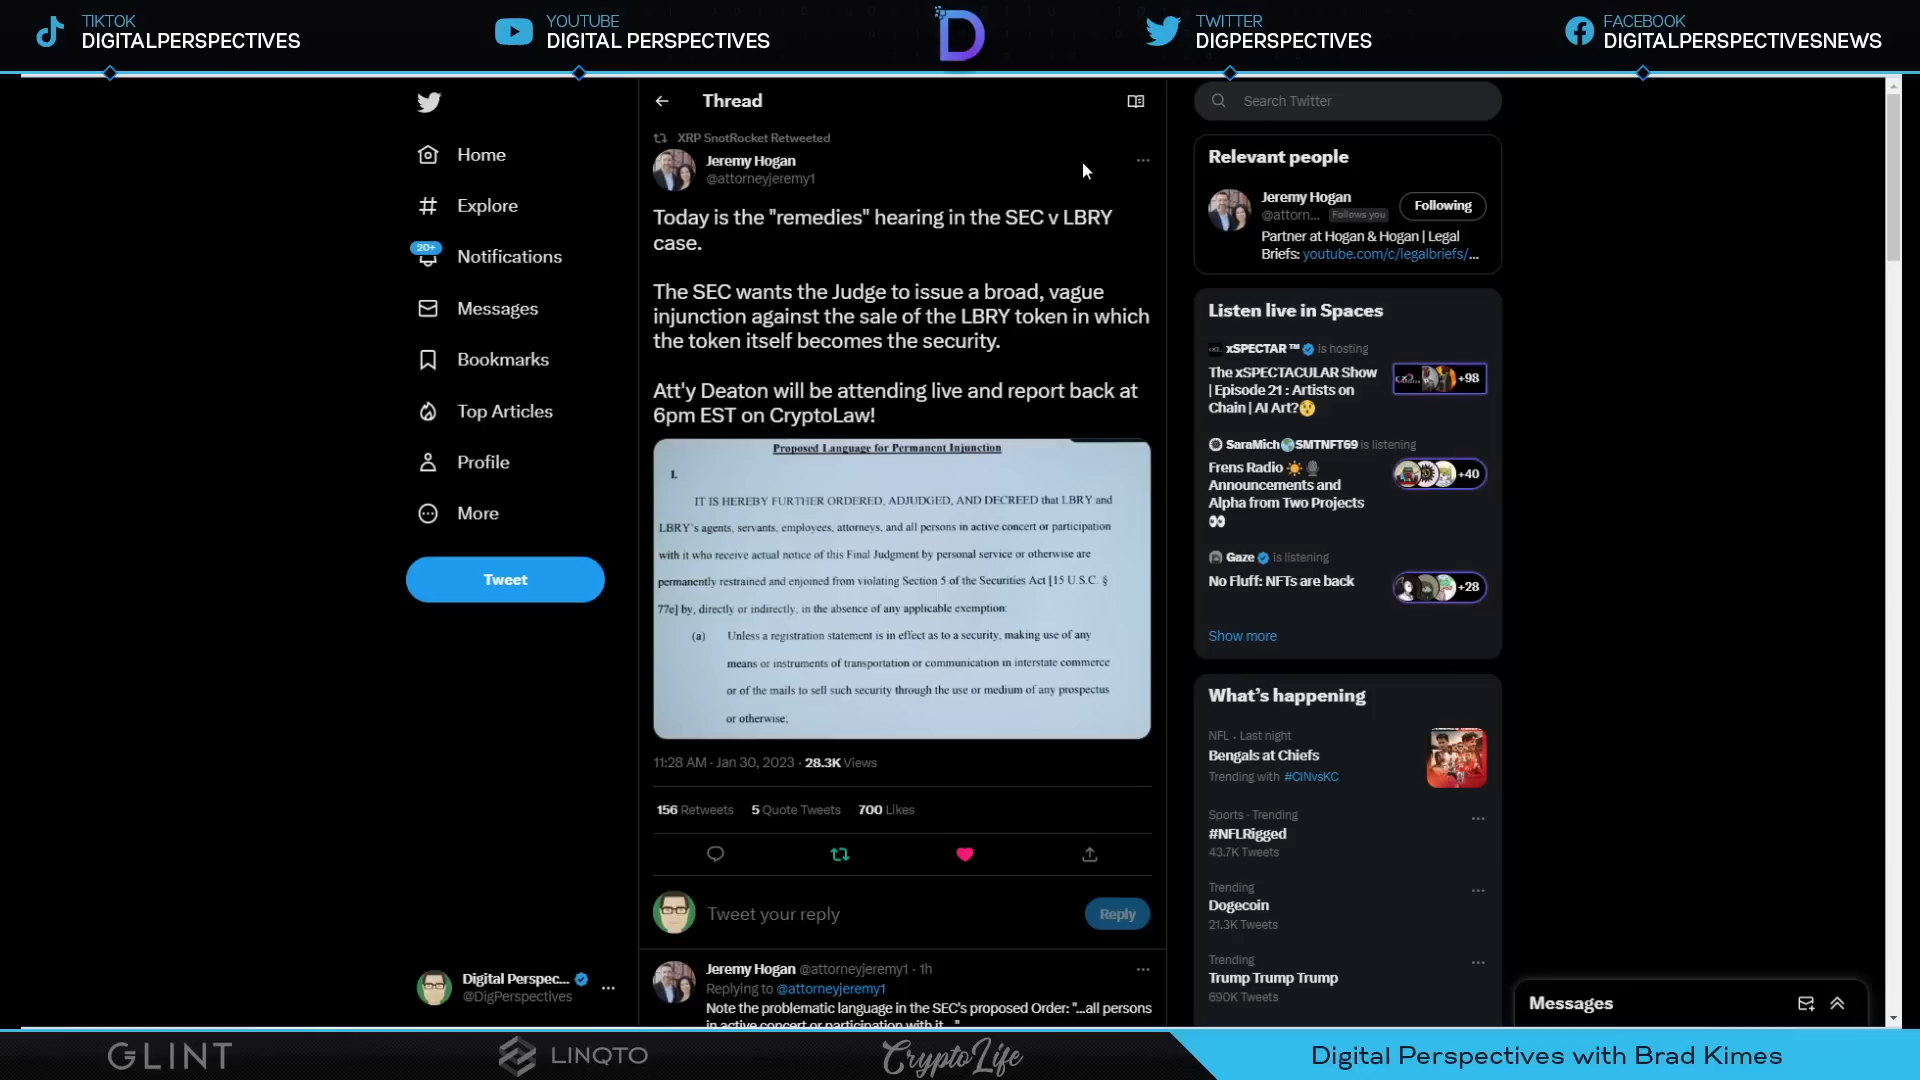 TIKTOK
DIGITALPERSPECTIVES
YOUTUBE
DIGITAL PERSPECTIVES
D
TWITTER
DIGPERSPECTIVES
FACEBOOK
DIGITALPERSPECTIVESNEWS
Home
Explore
20+
Notifications
Messages
Bookmarks
Top Articles
Profile
More
Tweet
Digital Perspec...
@DigPerspectives
Thread
XRP SnotRocket Retweeted
Jeremy Hogan
@attorneyjeremy1
Today is the "remedies" hearing in the SEC v LBRY
case.
The SEC wants the Judge to issue a broad, vague
injunction against the sale of the LBRY token in which
the token itself becomes the security.
Att'y Deaton will be attending live and report back at
6pm EST on CryptoLaw!
Proposed Language for Permanent Injunction
I.
IT IS HEREBY FURTHER ORDERED, ADJUDGED, AND DECREED that LBRY and
LBRY's agents, servants, employees, attorneys, and all persons in active concert or participation
with it who receive actual notice of this Final Judgment by personal service or otherwise are
permanently restrained and enjoined from violating Section 5 of the Securities Act [15 U.S.C. §
77e] by, directly or indirectly, in the absence of any applicable exemption:
(a) Unless a registration statement is in effect as to a security, making use of any
means or instruments of transportation or communication in interstate commerce
or of the mails to sell such security through the use or medium of any prospectus
or otherwise;
11:28 AM · Jan 30, 2023 · 28.3K Views
156 Retweets 5 Quote Tweets 700 Likes
Tweet your reply
Reply
Jeremy Hogan @attorneyjeremy1 · 1h
Replying to @attorneyjeremy1
Note the problematic language in the SEC's proposed Order: "...all persons
in active concert or participation with it..."
Search Twitter
Relevant people
Jeremy Hogan
@attorn... Follows you
Following
Partner at Hogan & Hogan | Legal
Briefs: youtube.com/c/legalbriefs/...
Listen live in Spaces
xSPECTAR ™ is hosting
The xSPECTACULAR Show
| Episode 21 : Artists on
Chain | AI Art?🤨
+98
SaraMich🌎SMTNFT69 is listening
Frens Radio ☀️🎙️
Announcements and
Alpha from Two Projects
👀
+40
Gaze is listening
No Fluff: NFTs are back
+28
Show more
What's happening
NFL · Last night
Bengals at Chiefs
Trending with #CINvsKC
Sports · Trending
#NFLRigged
43.7K Tweets
Trending
Dogecoin
21.3K Tweets
Trending
Trump Trump Trump
690K Tweets
Messages
GLINT
LINQTO
CryptoLife
Digital Perspectives with Brad Kimes